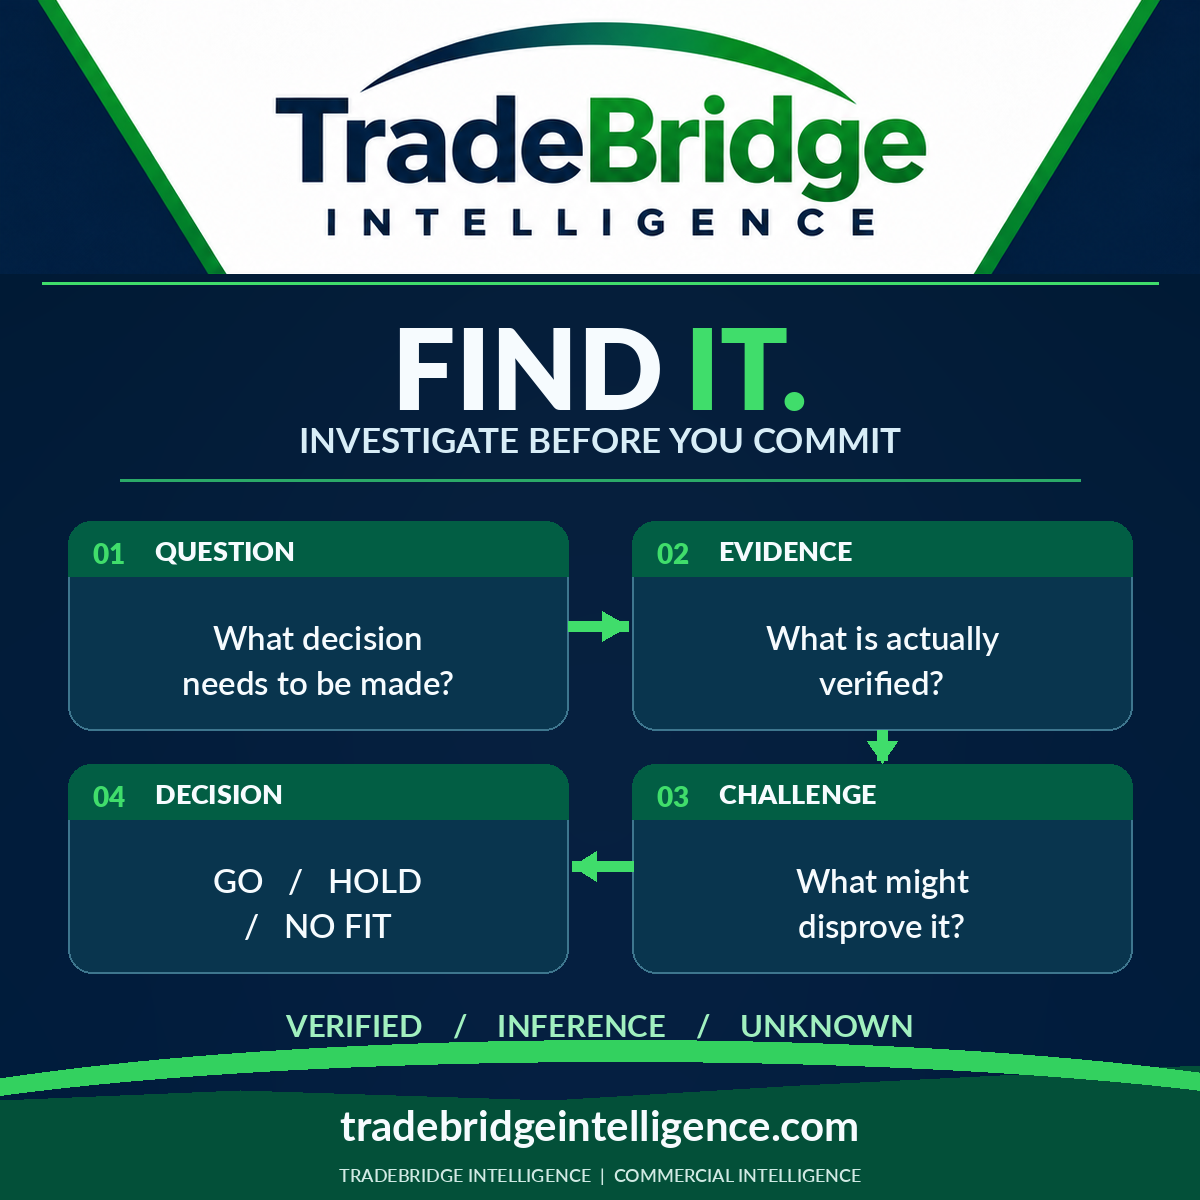 TradeBridge
INTELLIGENCE
FIND IT.
INVESTIGATE BEFORE YOU COMMIT
01 QUESTION
What decision
needs to be made?
02 EVIDENCE
What is actually
verified?
03 CHALLENGE
What might
disprove it?
04 DECISION
GO / HOLD
/ NO FIT
VERIFIED / INFERENCE / UNKNOWN
tradebridgeintelligence.com
TRADEBRIDGE INTELLIGENCE | COMMERCIAL INTELLIGENCE